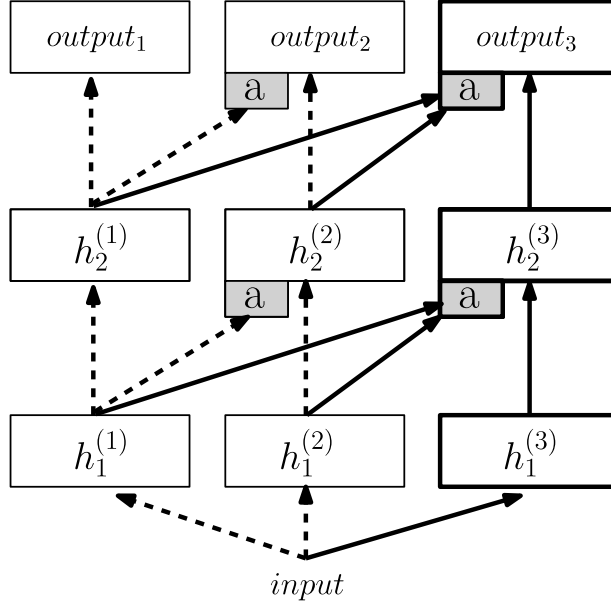 output₁ output₂ output₃
a a
h₂⁽¹⁾ h₂⁽²⁾ h₂⁽³⁾
a a
h₁⁽¹⁾ h₁⁽²⁾ h₁⁽³⁾
input